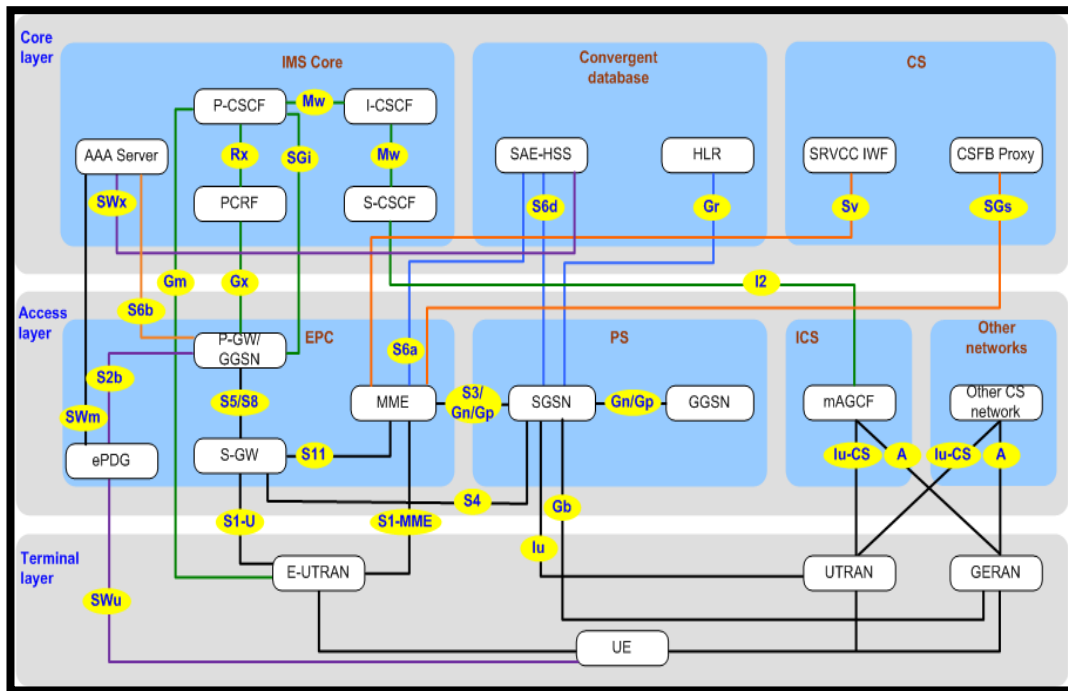 Core
layer
IMS Core
Convergent
database
CS
P-CSCF
Mw
I-CSCF
AAA Server
Rx
SGi
Mw
SAE-HSS
HLR
SRVCC IWF
CSFB Proxy
SWx
PCRF
S-CSCF
S6d
Gr
Sv
SGs
Gm
Gx
I2
Access
layer
S6b
P-GW/
GGSN
EPC
S6a
PS
ICS
Other
networks
S2b
S5/S8
MME
S3/
Gn/Gp
SGSN
Gn/Gp
GGSN
mAGCF
Other CS
network
SWm
ePDG
S-GW
S11
Iu-CS
A
Iu-CS
A
S4
Gb
S1-U
S1-MME
Iu
Terminal
layer
E-UTRAN
UTRAN
GERAN
SWu
UE